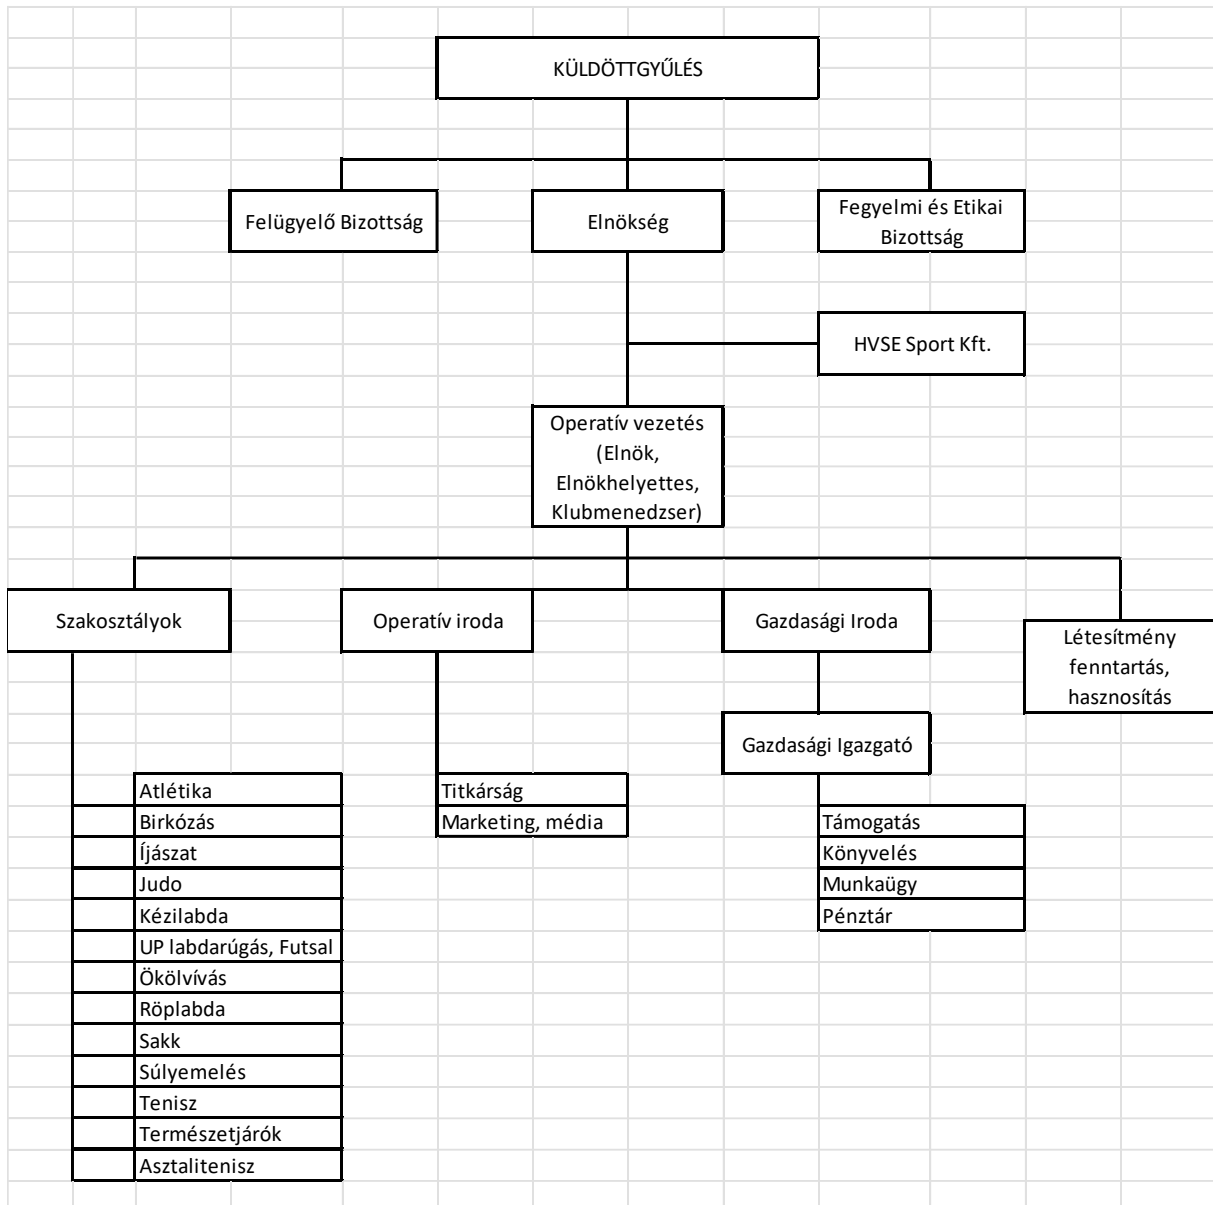 KÜLDÖTTGYŰLÉS
Felügyelő Bizottság
Elnökség
Fegyelmi és Etikai
Bizottság
HVSE Sport Kft.
Operatív vezetés
(Elnök,
Elnökhelyettes,
Klubmenedzser)
Szakosztályok
Operatív iroda
Gazdasági Iroda
Létesítmény
fenntartás,
hasznosítás
Gazdasági Igazgató
Atlétika
Birkózás
Íjászat
Judo
Kézilabda
UP labdarúgás, Futsal
Ökölvívás
Röplabda
Sakk
Súlyemelés
Tenisz
Természetjárók
Asztalitenisz
Titkárság
Marketing, média
Támogatás
Könyvelés
Munkaügy
Pénztár